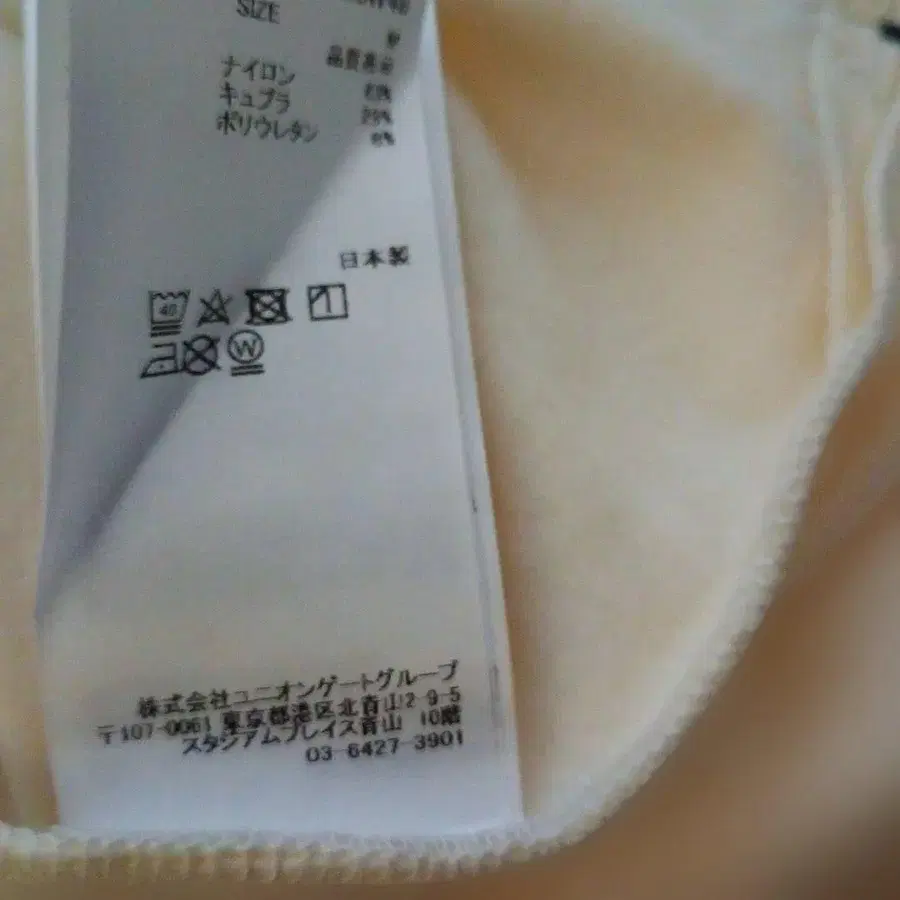 SIZE
ナイロン
キュプラ
ポリウレタン
日本製
40
W
株式会社ユニオンゲートグループ
〒107-0061 東京都港区北青山2-9-5
スタジアムプレイス青山 10階
03-6427-3901